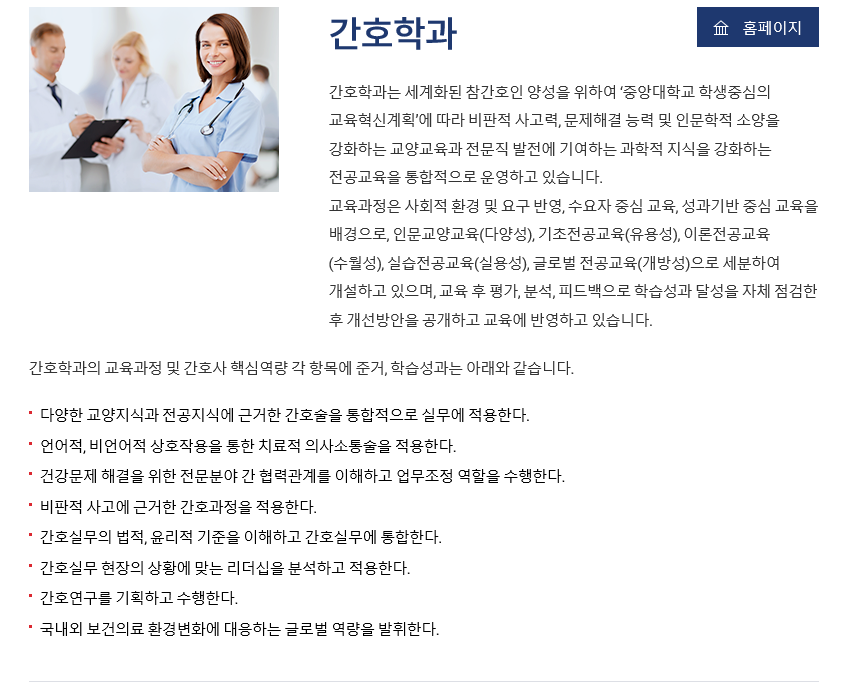 간호학과
홈페이지
간호학과는 세계화된 참간호인 양성을 위하여 ‘중앙대학교 학생중심의
교육혁신계획’에 따라 비판적 사고력, 문제해결 능력 및 인문학적 소양을
강화하는 교양교육과 전문직 발전에 기여하는 과학적 지식을 강화하는
전공교육을 통합적으로 운영하고 있습니다.
교육과정은 사회적 환경 및 요구 반영, 수요자 중심 교육, 성과기반 중심 교육을
배경으로, 인문교양교육(다양성), 기초전공교육(유용성), 이론전공교육
(수월성), 실습전공교육(실용성), 글로벌 전공교육(개방성)으로 세분하여
개설하고 있으며, 교육 후 평가, 분석, 피드백으로 학습성과 달성을 자체 점검한
후 개선방안을 공개하고 교육에 반영하고 있습니다.
간호학과의 교육과정 및 간호사 핵심역량 각 항목에 준거, 학습성과는 아래와 같습니다.
다양한 교양지식과 전공지식에 근거한 간호술을 통합적으로 실무에 적용한다.
언어적, 비언어적 상호작용을 통한 치료적 의사소통술을 적용한다.
건강문제 해결을 위한 전문분야 간 협력관계를 이해하고 업무조정 역할을 수행한다.
비판적 사고에 근거한 간호과정을 적용한다.
간호실무의 법적, 윤리적 기준을 이해하고 간호실무에 통합한다.
간호실무 현장의 상황에 맞는 리더십을 분석하고 적용한다.
간호연구를 기획하고 수행한다.
국내외 보건의료 환경변화에 대응하는 글로벌 역량을 발휘한다.